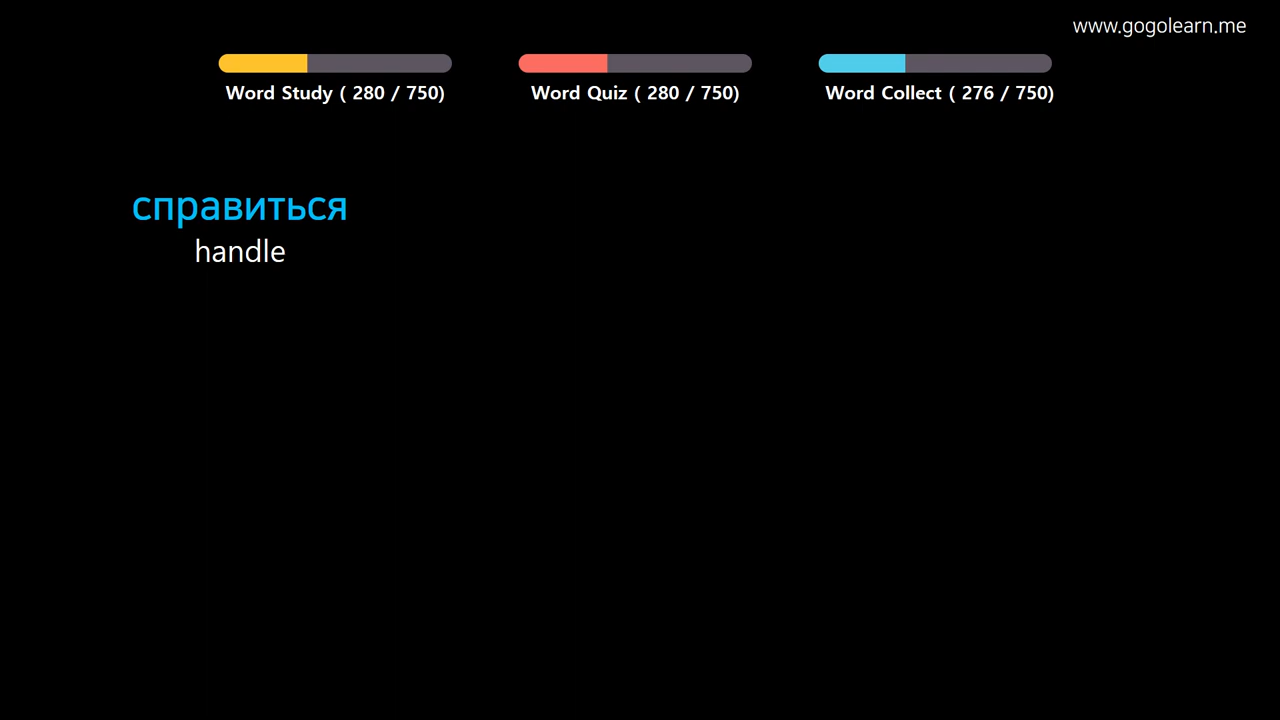 www.gogolearn.me
Word Study ( 280 / 750)
Word Quiz ( 280 / 750)
Word Collect ( 276 / 750)
справиться
handle